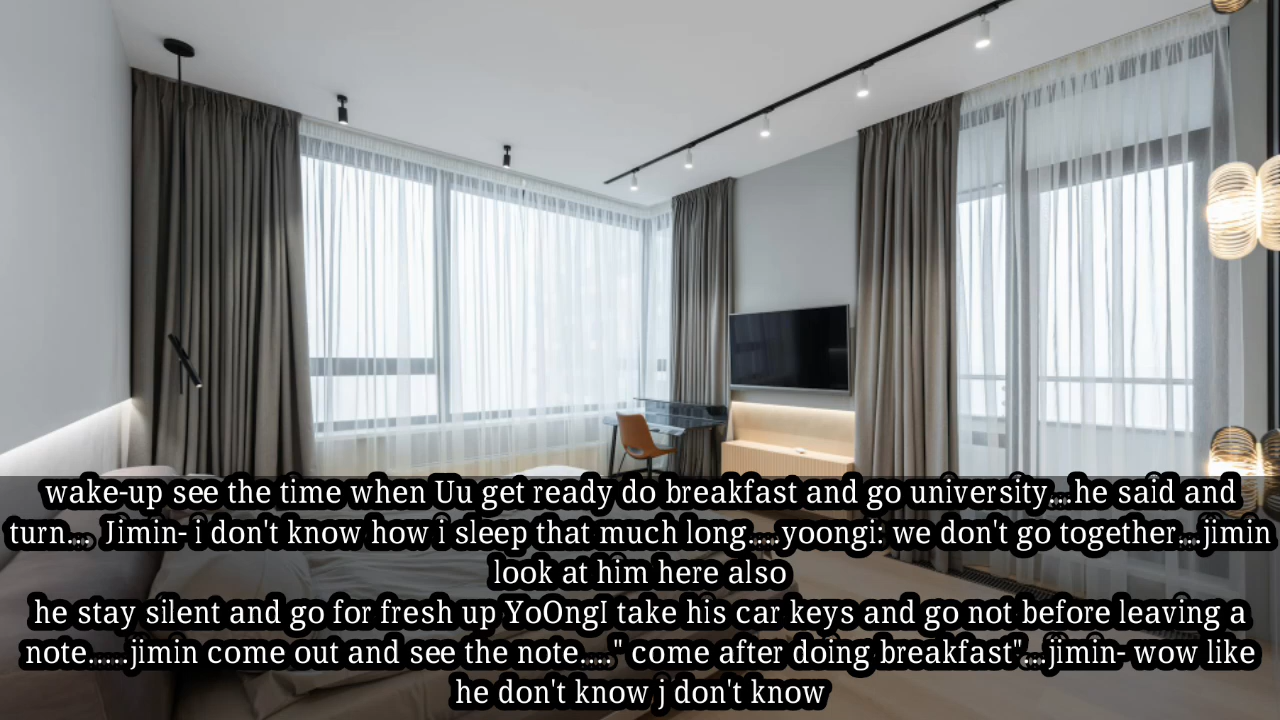 wake-up see the time when Uu get ready do breakfast and go university...he said and
turn... Jimin- i don't know how i sleep that much long....yoongi: we don't go together...jimin
look at him here also
he stay silent and go for fresh up YoOngI take his car keys and go not before leaving a
note.....jimin come out and see the note...." come after doing breakfast"...jimin- wow like
he don't know j don't know